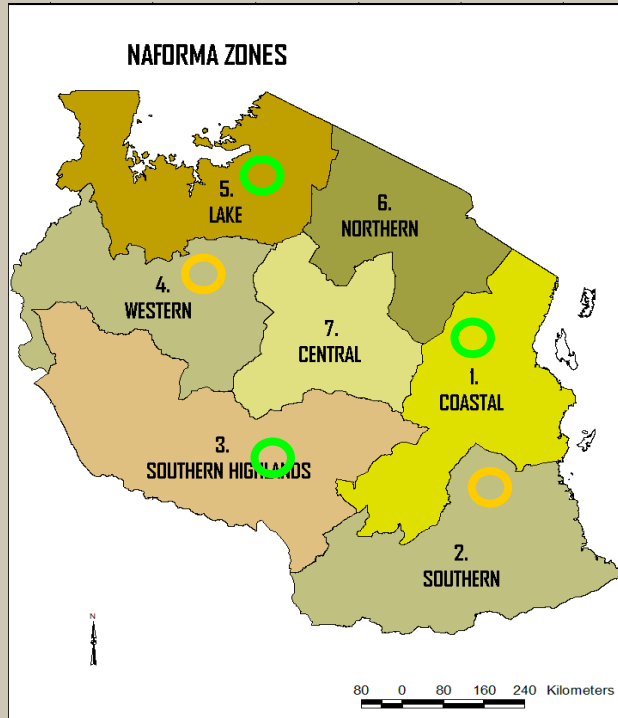 NAFORMA ZONES
5.
LAKE
6.
NORTHERN
4.
WESTERN
7.
CENTRAL
1.
COASTAL
3.
SOUTHERN HIGHLANDS
2.
SOUTHERN
N
80 0 80 160 240 Kilometers